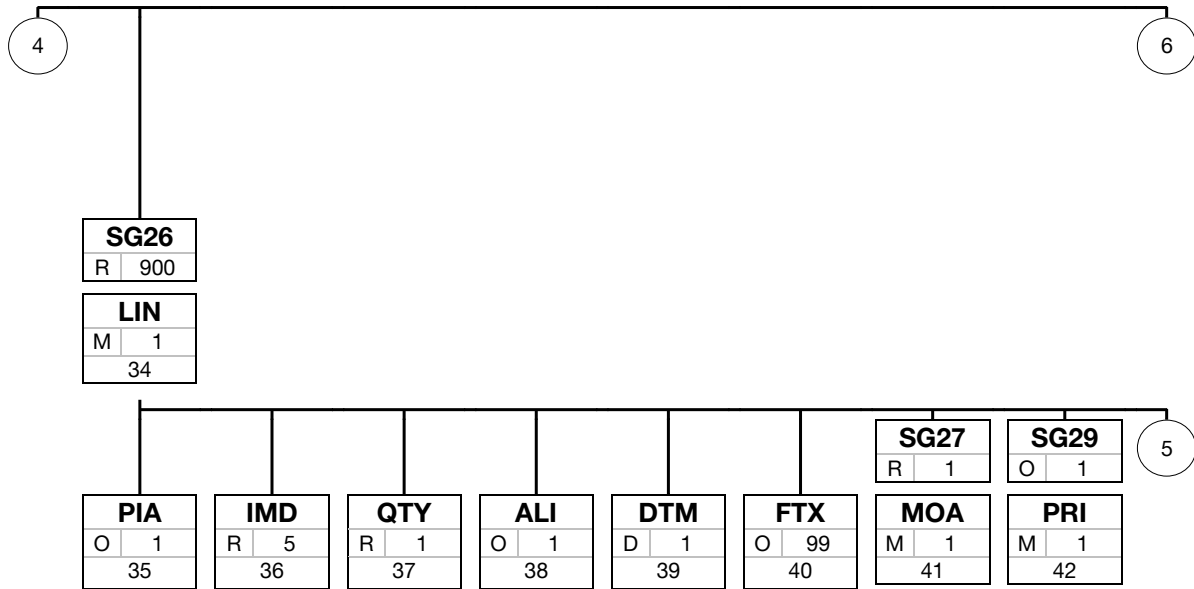 4 6
SG26
R 900
LIN
M 1
34
SG27 SG29 5
R 1 O 1
PIA IMD QTY ALI DTM FTX MOA PRI
O 1 R 5 R 1 O 1 D 1 O 99 M 1 M 1
35 36 37 38 39 40 41 42